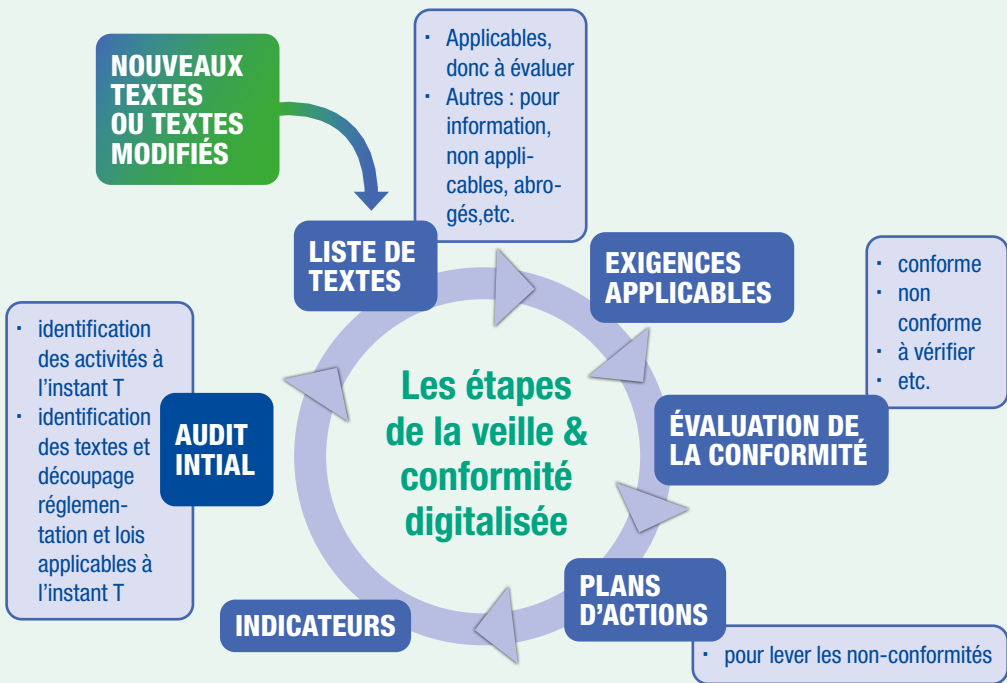 NOUVEAUX
TEXTES
OU TEXTES
MODIFIÉS
· Applicables,
donc à évaluer
· Autres : pour
information,
non appli-
cables, abro-
gés,etc.
LISTE DE
TEXTES
EXIGENCES
APPLICABLES
· conforme
· non
conforme
· à vérifier
· etc.
ÉVALUATION DE
LA CONFORMITÉ
PLANS
D’ACTIONS
· pour lever les non-conformités
INDICATEURS
AUDIT
INTIAL
· identification
des activités à
l’instant T
· identification
des textes et
découpage
réglemen-
tation et lois
applicables à
l’instant T
Les étapes
de la veille &
conformité
digitalisée